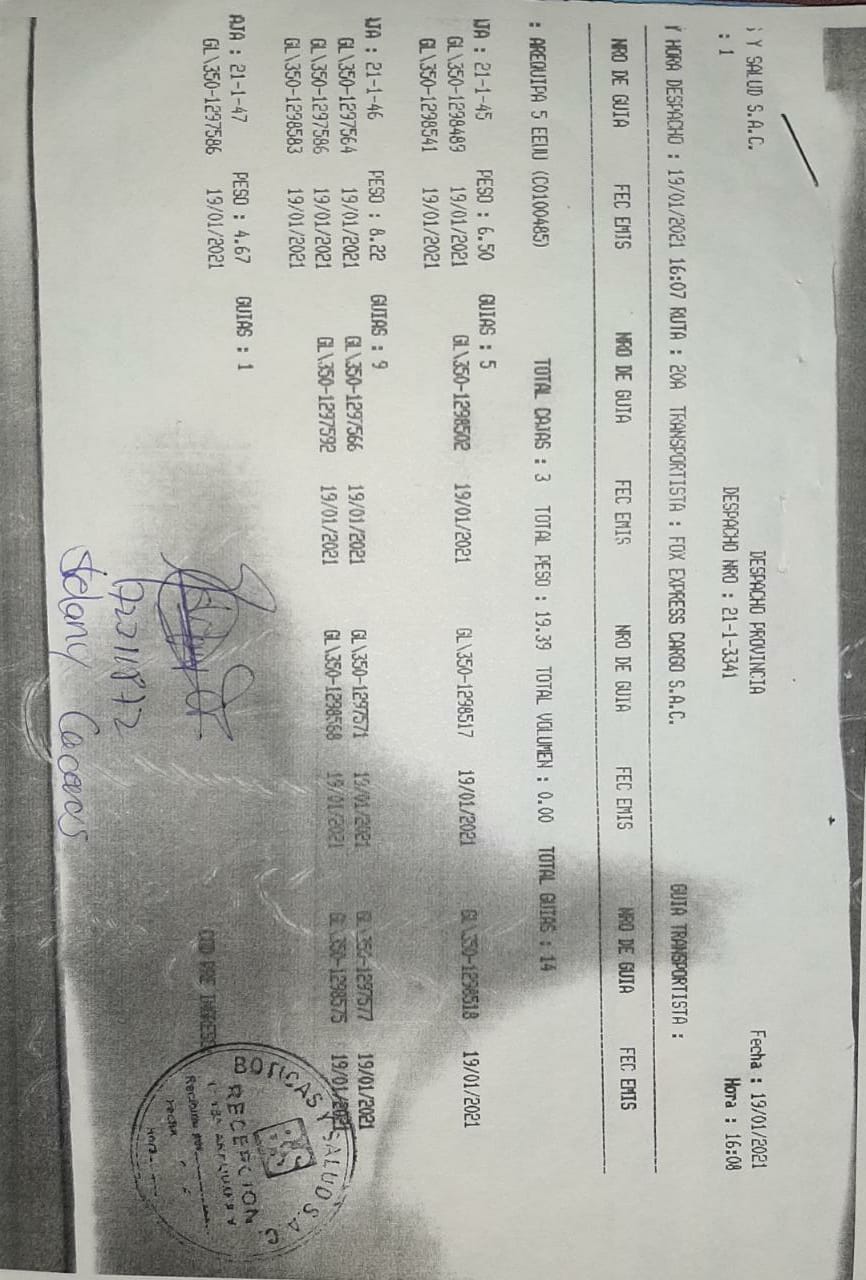 S Y SALUD S.A.C. DESPACHO PROVINCIA Fecha : 19/01/2021
: 1 DESPACHO NRO : 21-1-3341 Hora : 16:08
Y HORA DESPACHO : 19/01/2021 16:07 RUTA : 20A TRANSPORTISTA : FOX EXPRESS CARGO S.A.C. GUIA TRANSPORTISTA :
NRO DE GUIA FEC EMIS NRO DE GUIA FEC EMIS NRO DE GUIA FEC EMIS NRO DE GUIA FEC EMIS
: AREQUIPA 5 EEUU (C0100485) TOTAL CAJAS : 3 TOTAL PESO : 19.39 TOTAL VOLUMEN : 0.00 TOTAL GUIAS : 14
JA : 21-1-45 PESO : 6.50 GUIAS : 5
GL\350-1298489 19/01/2021 GL\350-1298502 19/01/2021 GL\350-1298517 19/01/2021 GL\350-1298518 19/01/2021
GL\350-1298541 19/01/2021
JA : 21-1-46 PESO : 8.22 GUIAS : 9
GL\350-1297564 19/01/2021 GL\350-1297566 19/01/2021 GL\350-1297571 19/01/2021 GL\350-1297577 19/01/2021
GL\350-1297586 19/01/2021 GL\350-1297592 19/01/2021 GL\350-1298568 19/01/2021 GL\350-1298575 19/01/2021
GL\350-1298583 19/01/2021
AJA : 21-1-47 PESO : 4.67 GUIAS : 1
GL\350-1297586 19/01/2021
BOTICAS Y SALUD S.A.C
RECEPCION
Recibido por
Fecha
Hora